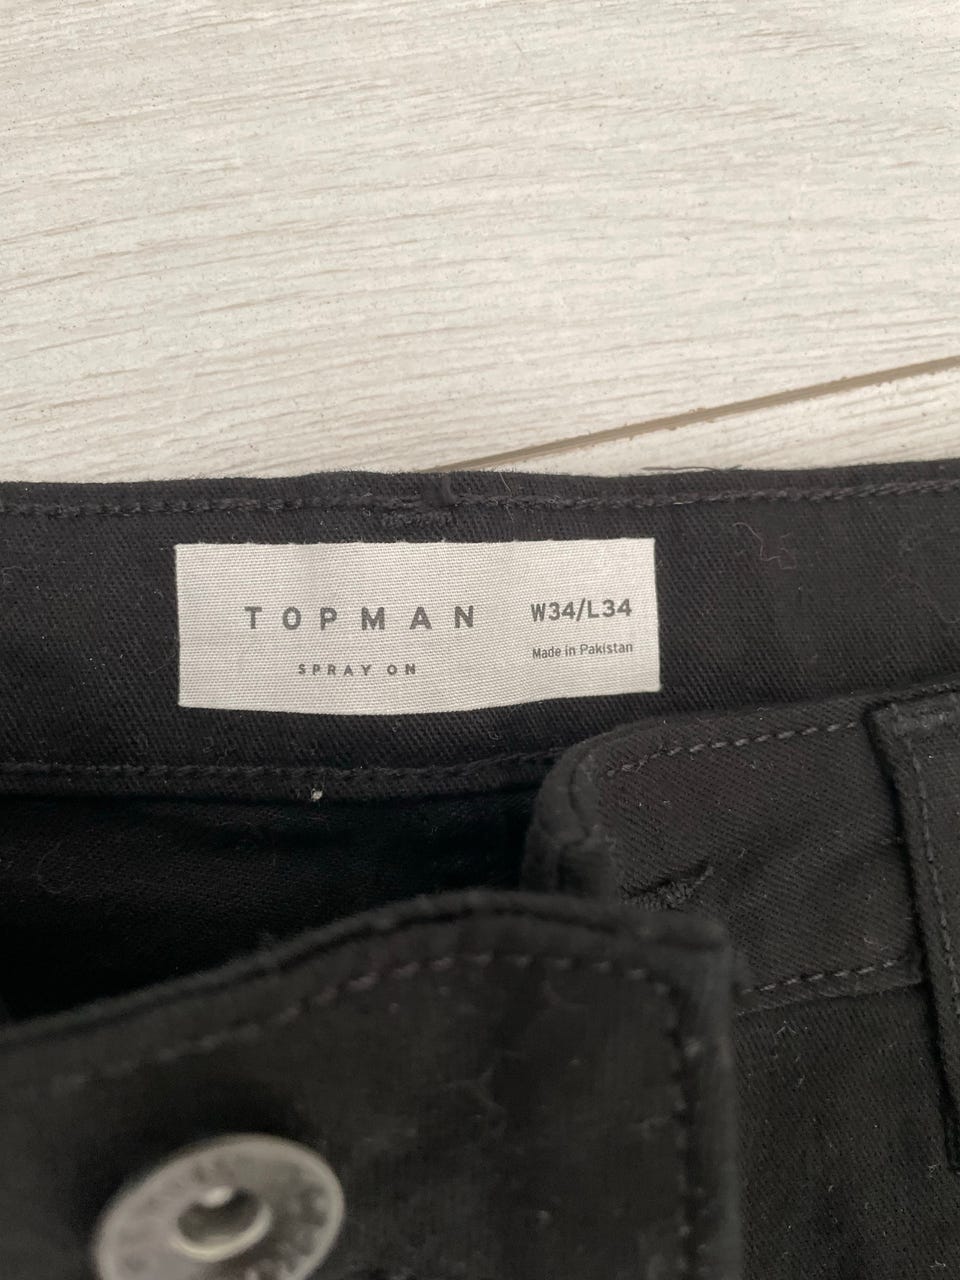 TOPMAN
SPRAY ON
W34/L34
Made in Pakistan